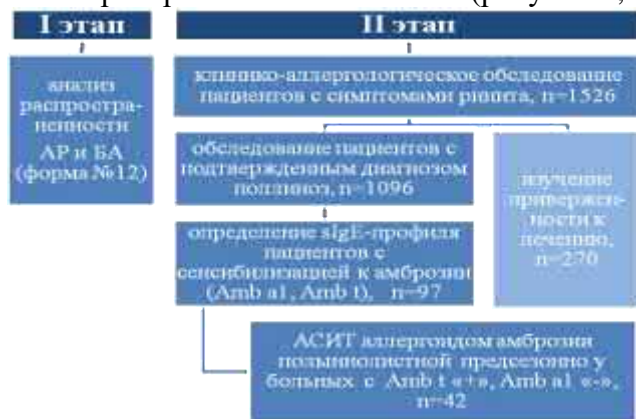 I этап
II этап
анализ
распростра-
ненности
АР и БА
(форма №12)
клинико-аллергологическое обследование
пациентов с симптомами ринита, n=1526
обследование пациентов с
подтвержденным диагнозом
поллиноз, n=1096
изучение
привержен-
ности к
лечению,
n=270
определение sIgE-профиля
пациентов с
сенсибилизацией к амброзии
(Amb a1, Amb t), n=97
АСИТ аллергоидом амброзии
полыннолистной предсезонно у
больных с Amb t «+», Amb a1 «-»,
n=42